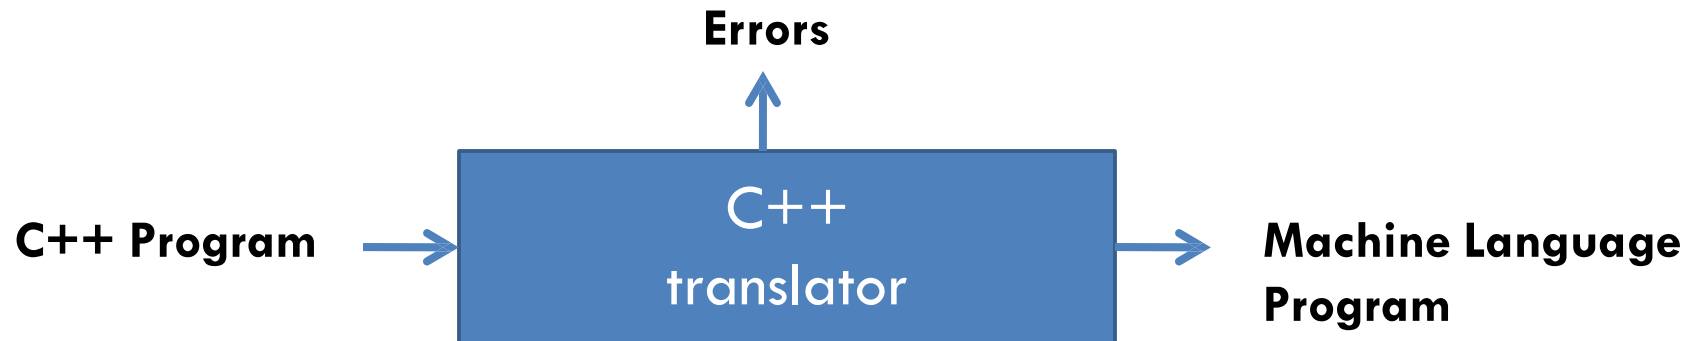 Errors
C++ Program
C++
translator
Machine Language
Program